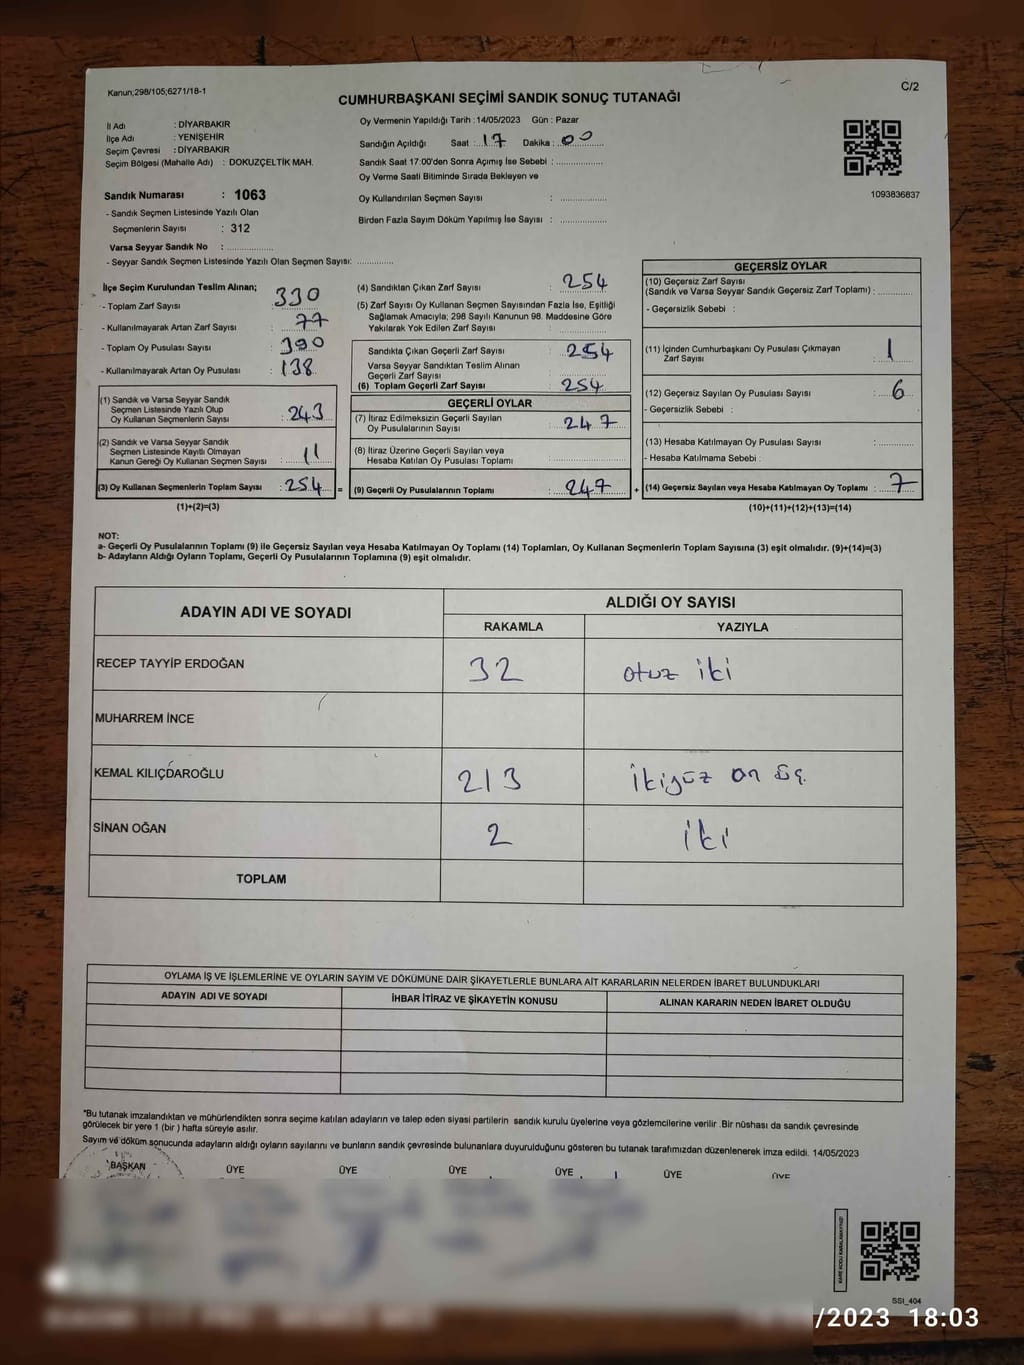 Kanun;298/105;6271/18-1
C/2
CUMHURBAŞKANI SEÇİMİ SANDIK SONUÇ TUTANAĞI
İl Adı : DİYARBAKIR
İlçe Adı : YENİŞEHİR
Seçim Çevresi : DİYARBAKIR
Seçim Bölgesi (Mahalle Adı) : DOKUZÇELTİK MAH.
Oy Vermenin Yapıldığı Tarih : 14/05/2023 Gün : Pazar
Sandığın Açıldığı Saat : 17 Dakika : 00
Sandık Saat 17:00'den Sonra Açımış İse Sebebi : ..............
Oy Verme Saati Bitiminde Sırada Bekleyen ve
Oy Kullandırılan Seçmen Sayısı : ..............
Birden Fazla Sayım Döküm Yapılmış İse Sayısı : ..............
1093836837
Sandık Numarası : 1063
- Sandık Seçmen Listesinde Yazılı Olan
Seçmenlerin Sayısı : 312
Varsa Seyyar Sandık No : ..............
- Seyyar Sandık Seçmen Listesinde Yazılı Olan Seçmen Sayısı: ............
İlçe Seçim Kurulundan Teslim Alınan;
- Toplam Zarf Sayısı : 330
- Kullanılmayarak Artan Zarf Sayısı : 77
- Toplam Oy Pusulası Sayısı : 390
- Kullanılmayarak Artan Oy Pusulası : 138
(1) Sandık ve Varsa Seyyar Sandık
Seçmen Listesinde Yazılı Olup
Oy Kullanan Seçmenlerin Sayısı : 243
(2) Sandık ve Varsa Seyyar Sandık
Seçmen Listesinde Kayıtlı Olmayan
Kanun Gereği Oy Kullanan Seçmen Sayısı : 11
(3) Oy Kullanan Seçmenlerin Toplam Sayısı : 254 =
(1)+(2)=(3)
(4) Sandıktan Çıkan Zarf Sayısı : 254
(5) Zarf Sayısı Oy Kullanan Seçmen Sayısından Fazla İse, Eşitliği
Sağlamak Amacıyla; 298 Sayılı Kanunun 98. Maddesine Göre
Yakılarak Yok Edilen Zarf Sayısı : ..............
Sandıkta Çıkan Geçerli Zarf Sayısı : 254
Varsa Seyyar Sandıktan Teslim Alınan
Geçerli Zarf Sayısı : ..............
(6) Toplam Geçerli Zarf Sayısı : 254
GEÇERLİ OYLAR
(7) İtiraz Edilmeksizin Geçerli Sayılan
Oy Pusulalarının Sayısı : 247
(8) İtiraz Üzerine Geçerli Sayılan veya
Hesaba Katılan Oy Pusulası Toplamı : ..............
(9) Geçerli Oy Pusulalarının Toplamı : 247 +
GEÇERSİZ OYLAR
(10) Geçersiz Zarf Sayısı
(Sandık ve Varsa Seyyar Sandık Geçersiz Zarf Toplamı) : ............
- Geçersizlik Sebebi :
(11) İçinden Cumhurbaşkanı Oy Pusulası Çıkmayan
Zarf Sayısı : 1
(12) Geçersiz Sayılan Oy Pusulası Sayısı : 6
- Geçersizlik Sebebi :
(13) Hesaba Katılmayan Oy Pusulası Sayısı : ............
- Hesaba Katılmama Sebebi :
(14) Geçersiz Sayılan veya Hesaba Katılmayan Oy Toplamı : 7
(10)+(11)+(12)+(13)=(14)
NOT:
a- Geçerli Oy Pusulalarının Toplamı (9) ile Geçersiz Sayılan veya Hesaba Katılmayan Oy Toplamı (14) Toplamları, Oy Kullanan Seçmenlerin Toplam Sayısına (3) eşit olmalıdır. (9)+(14)=(3)
b- Adayların Aldığı Oyların Toplamı, Geçerli Oy Pusulalarının Toplamına (9) eşit olmalıdır.
ADAYIN ADI VE SOYADI
ALDIĞI OY SAYISI
RAKAMLA YAZIYLA
RECEP TAYYİP ERDOĞAN 32 otuz iki
MUHARREM İNCE
KEMAL KILIÇDAROĞLU 213 ikiyüz on üç
SİNAN OĞAN 2 iki
TOPLAM
OYLAMA İŞ VE İŞLEMLERİNE VE OYLARIN SAYIM VE DÖKÜMÜNE DAİR ŞİKAYETLERLE BUNLARA AİT KARARLARIN NELERDEN İBARET BULUNDUKLARI
ADAYIN ADI VE SOYADI İHBAR İTİRAZ VE ŞİKAYETİN KONUSU ALINAN KARARIN NEDEN İBARET OLDUĞU
*Bu tutanak imzalandıktan ve mühürlendikten sonra seçime katılan adayların ve talep eden siyasi partilerin sandık kurulu üyelerine veya gözlemcilerine verilir .Bir nüshası da sandık çevresinde
görülecek bir yere 1 (bir ) hafta süreyle asılır.
Sayım ve döküm sonucunda adayların aldığı oyların sayılarını ve bunların sandık çevresinde bulunanlara duyurulduğunu gösteren bu tutanak tarafımızdan düzenlenerek imza edildi. 14/05/2023
BAŞKAN ÜYE ÜYE ÜYE ÜYE ÜYE ÜYE
SSI_404
/2023 18:03